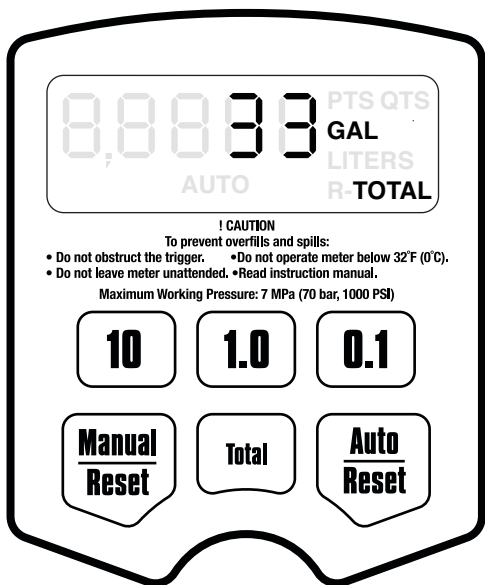 8,8833 PTS QTS
GAL
LITERS
AUTO R-TOTAL
! CAUTION
To prevent overfills and spills:
• Do not obstruct the trigger. •Do not operate meter below 32°F (0°C).
• Do not leave meter unattended. •Read instruction manual.
Maximum Working Pressure: 7 MPa (70 bar, 1000 PSI)
10 1.0 0.1
Manual Total Auto
Reset Reset